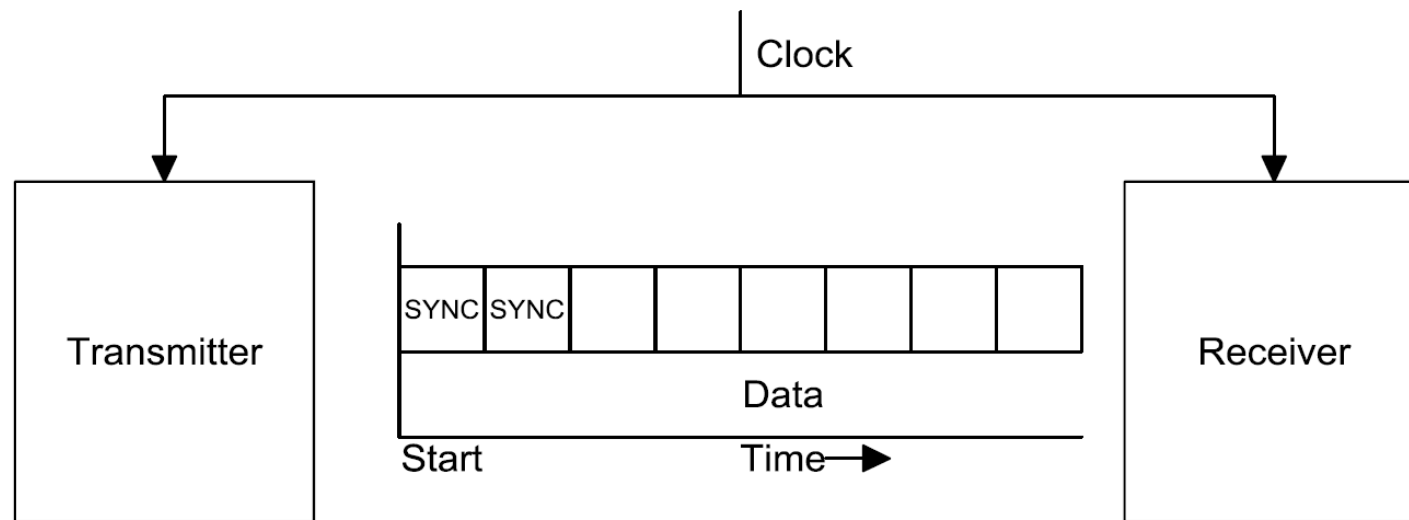 Clock
SYNC SYNC
Transmitter
Receiver
Data
Start Time